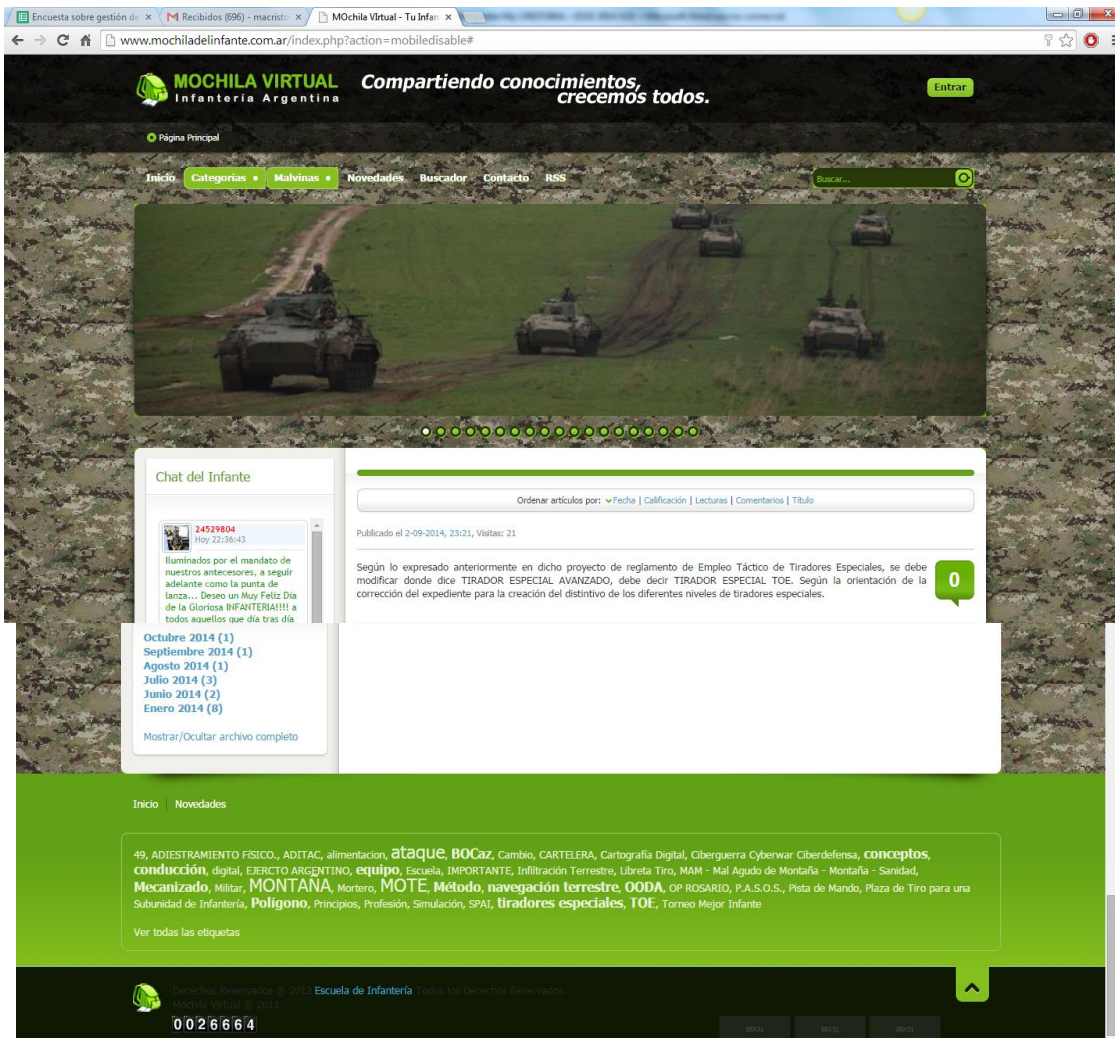 Encuesta sobre gestión de
Recibidos (696) - macristo
MOchila VIrtual - Tu Infan
www.mochiladelinfante.com.ar/index.php?action=mobiledisable#
MOCHILA VIRTUAL
Infantería Argentina
Compartiendo conocimientos,
crecemos todos.
Entrar
Página Principal
Inicio Categorías Malvinas Novedades Buscador Contacto RSS
Buscar...
Chat del Infante
24529804
Hoy 22:36:43
Iluminados por el mandato de
nuestros antecesores, a seguir
adelante como la punta de
lanza... Deseo un Muy Feliz Día
de la Gloriosa INFANTERIA!!!! a
todos aquellos que día tras día
Ordenar artículos por: Fecha | Calificación | Lecturas | Comentarios | Título
Publicado el 2-09-2014, 23:21, Visitas: 21
Según lo expresado anteriormente en dicho proyecto de reglamento de Empleo Táctico de Tiradores Especiales, se debe
modificar donde dice TIRADOR ESPECIAL AVANZADO, debe decir TIRADOR ESPECIAL TOE. Según la orientación de la
corrección del expediente para la creación del distintivo de los diferentes niveles de tiradores especiales.
0
Octubre 2014 (1)
Septiembre 2014 (1)
Agosto 2014 (1)
Julio 2014 (3)
Junio 2014 (2)
Enero 2014 (8)
Mostrar/Ocultar archivo completo
Inicio Novedades
49, ADIESTRAMIENTO FíSICO., ADITAC, alimentacion, ataque, BOCaz, Cambio, CARTELERA, Cartografía Digital, Ciberguerra Cyberwar Ciberdefensa, conceptos,
conducción, digital, EJERCTO ARGENTINO, equipo, Escuela, IMPORTANTE, Infiltración Terrestre, Libreta Tiro, MAM - Mal Agudo de Montaña - Montaña - Sanidad,
Mecanizado, Militar, MONTAÑA, Mortero, MOTE, Método, navegación terrestre, OODA, OP ROSARIO, P.A.S.O.S., Pista de Mando, Plaza de Tiro para una
Subunidad de Infantería, Polígono, Principios, Profesión, Simulación, SPAI, tiradores especiales, TOE, Torneo Mejor Infante
Ver todas las etiquetas
Derechos Reservados @ 2012 Escuela de Infantería Todos los Derechos Reservados.
Mochila Virtual @ 2011
0026664
88X31 88X31 88X31